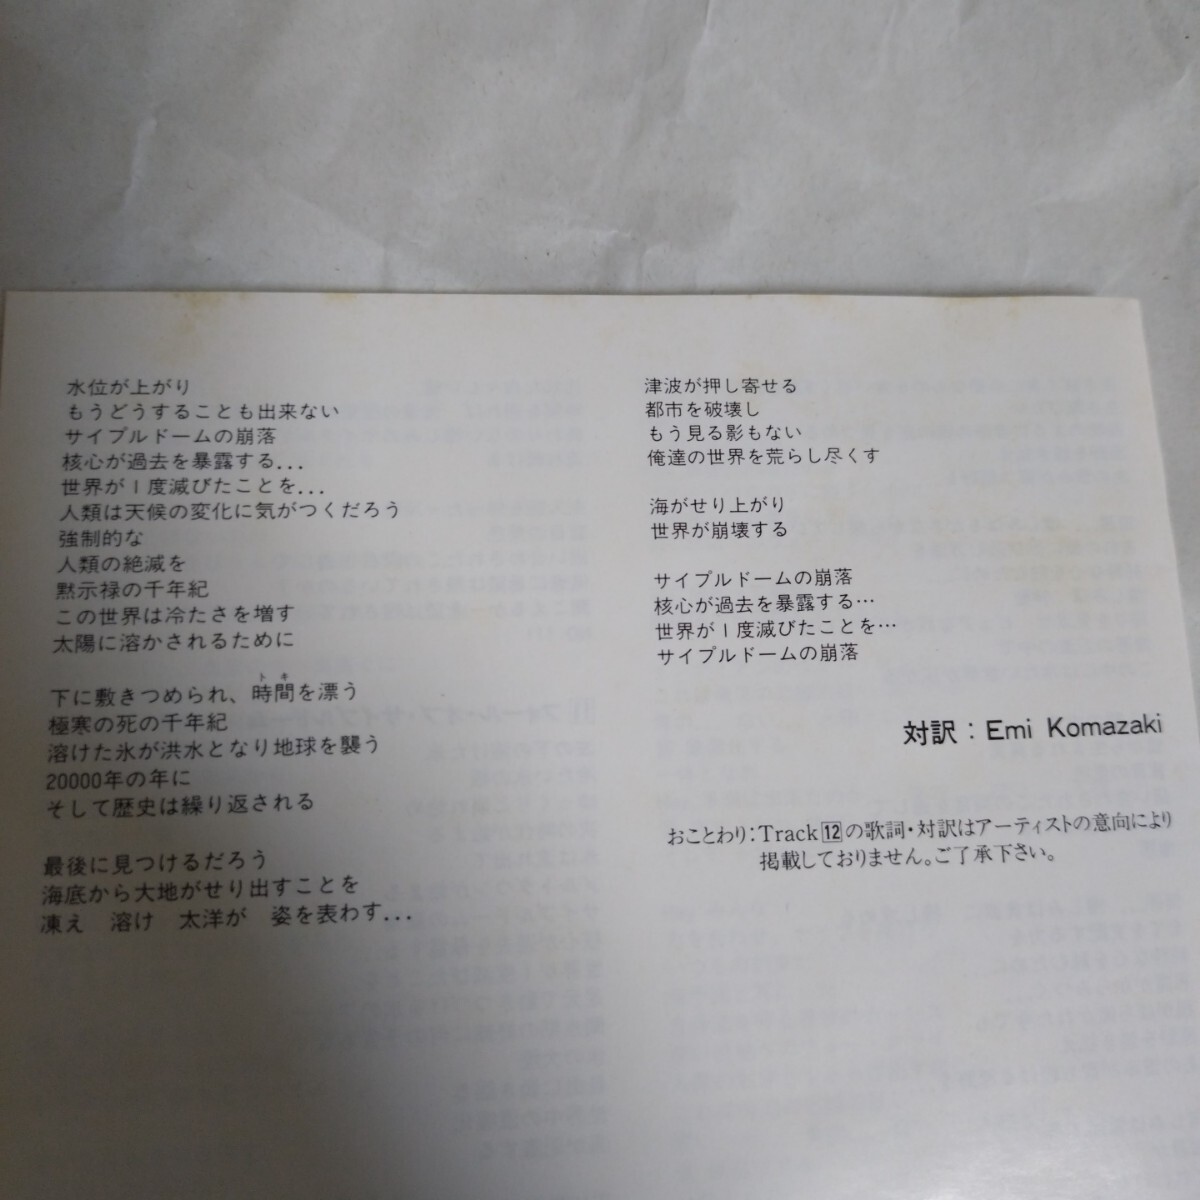 水位が上がり
もうどうすることも出来ない
サイプルドームの崩落
核心が過去を暴露する...
世界が1度滅びたことを...
人類は天候の変化に気がつくだろう
強制的な
人類の絶滅を
黙示禄の千年紀
この世界は冷たさを増す
太陽に溶かされるために
トキ
下に敷きつめられ、時間を漂う
極寒の死の千年紀
溶けた氷が洪水となり地球を襲う
20000年の年に
そして歴史は繰り返される
最後に見つけるだろう
海底から大地がせり出すことを
凍え 溶け 太洋が 姿を表わす...
津波が押し寄せる
都市を破壊し
もう見る影もない
俺達の世界を荒らし尽くす
海がせり上がり
世界が崩壊する
サイプルドームの崩落
核心が過去を暴露する…
世界が1度滅びたことを…
サイプルドームの崩落
対訳：Emi Komazaki
おことわり：Track12の歌詞・対訳はアーティストの意向により
掲載しておりません。ご了承下さい。